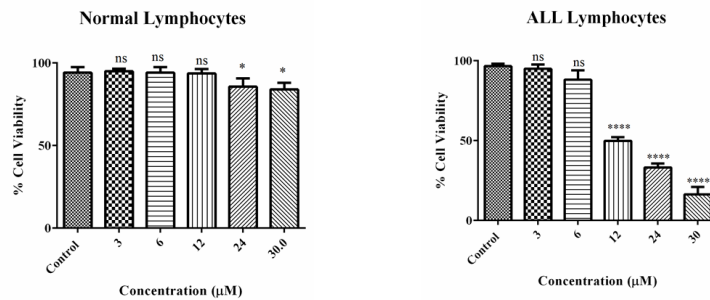 Normal Lymphocytes
% Cell Viability
100
50
0
ns
ns
ns
*
*
Control
3
6
12
24
30.0
Concentration (µM)
ALL Lymphocytes
% Cell Viability
100
50
0
ns
ns
****
****
****
Control
3
6
12
24
30
Concentration (µM)